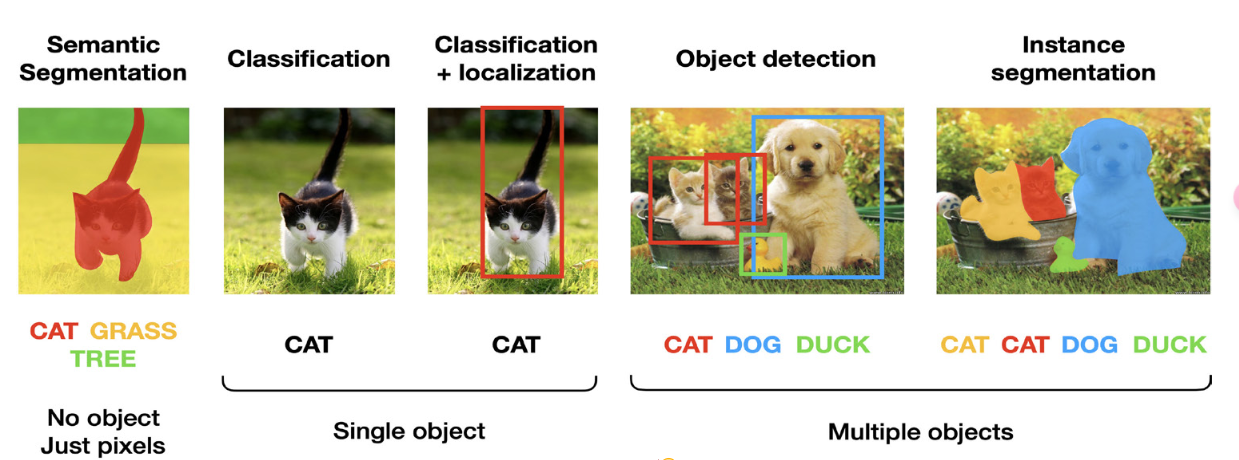 Semantic
Segmentation
Classification
Classification
+ localization
Object detection
Instance
segmentation
CAT GRASS
TREE
CAT
CAT
CAT DOG DUCK
CAT CAT DOG DUCK
No object
Just pixels
Single object
Multiple objects